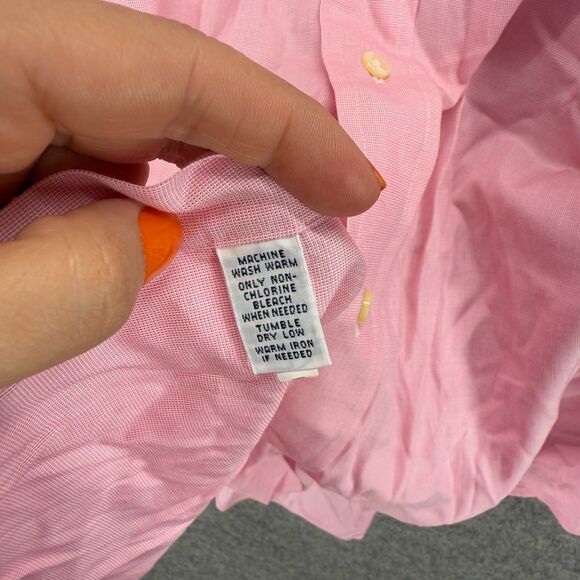 MACHINE
WASH WARM
ONLY NON-
CHLORINE
BLEACH
WHEN NEEDED
TUMBLE
DRY LOW
WARM IRON
IF NEEDED